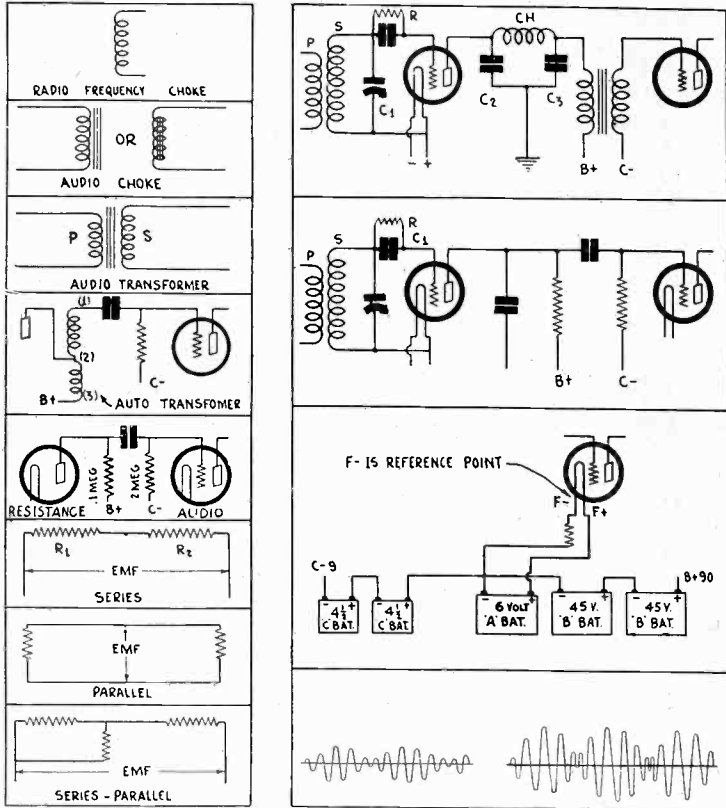 RADIO FREQUENCY CHOKE
OR
AUDIO CHOKE
P S
AUDIO TRANSFORMER
(1)
(2)
B+ (3) C-
AUTO TRANSFOMER
.1 MEG 2 MEG
RESISTANCE B+ C- AUDIO
R1 R2
EMF
SERIES
EMF
PARALLEL
EMF
SERIES - PARALLEL
R CH
P S
C1 C2 C3
- +
B+ C-
R
P S C1
B+ C-
F- IS REFERENCE POINT
F- F+
C-9 B+90
- + - + - + - + - +
4½ 4½ 6 VOLT 45 V. 45 V.
'C' BAT. 'C' BAT. 'A' BAT. 'B' BAT. 'B' BAT.